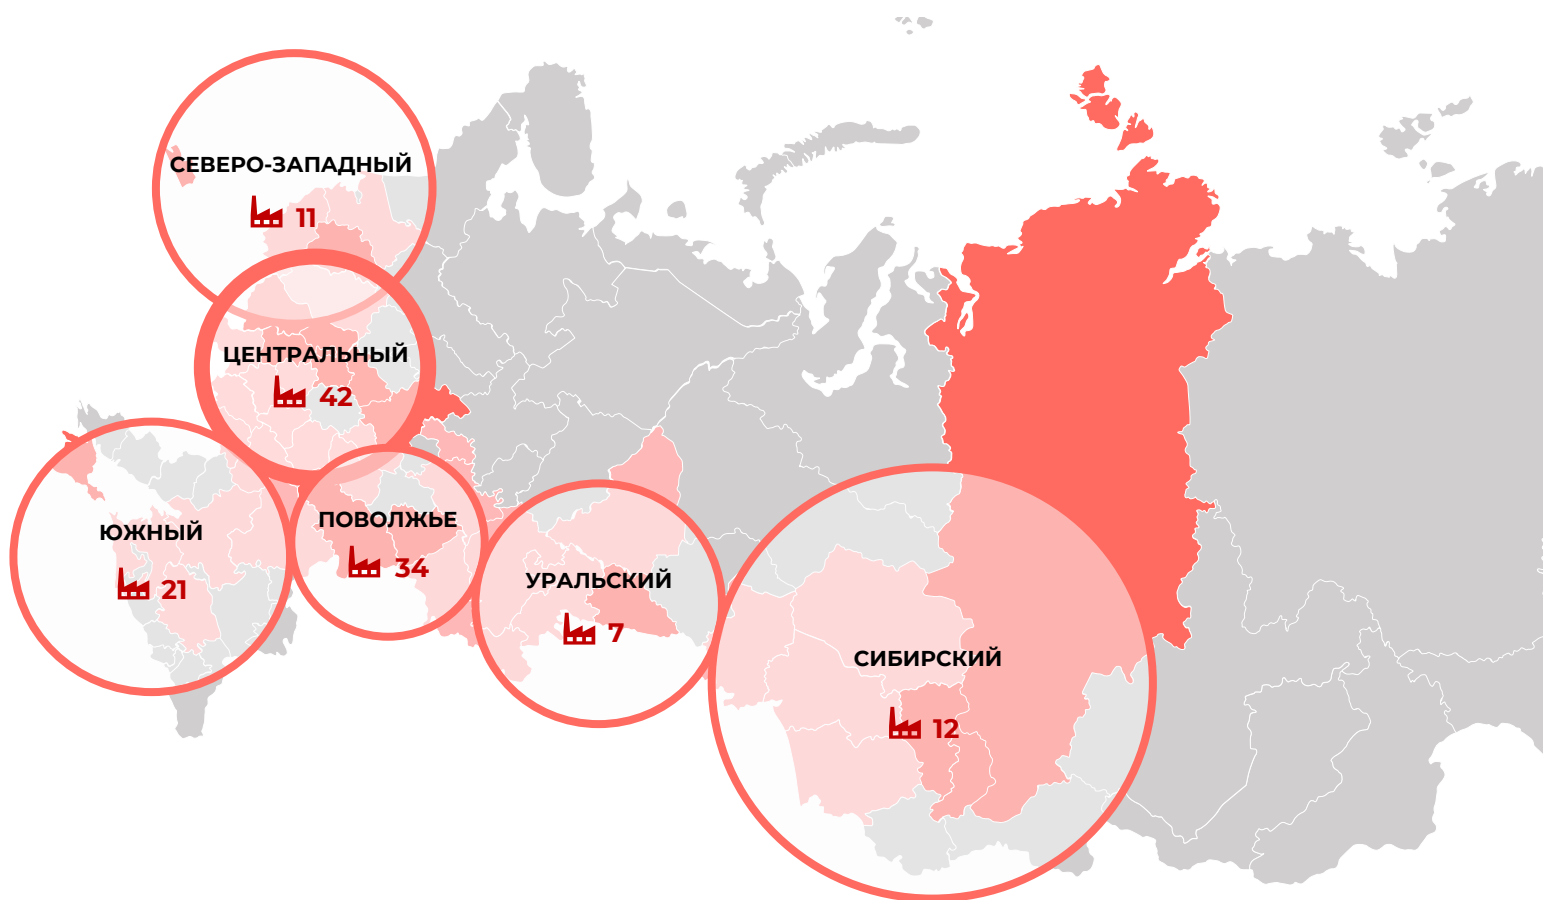 СЕВЕРО-ЗАПАДНЫЙ
11
ЦЕНТРАЛЬНЫЙ
42
ЮЖНЫЙ
21
ПОВОЛЖЬЕ
34
УРАЛЬСКИЙ
7
СИБИРСКИЙ
12